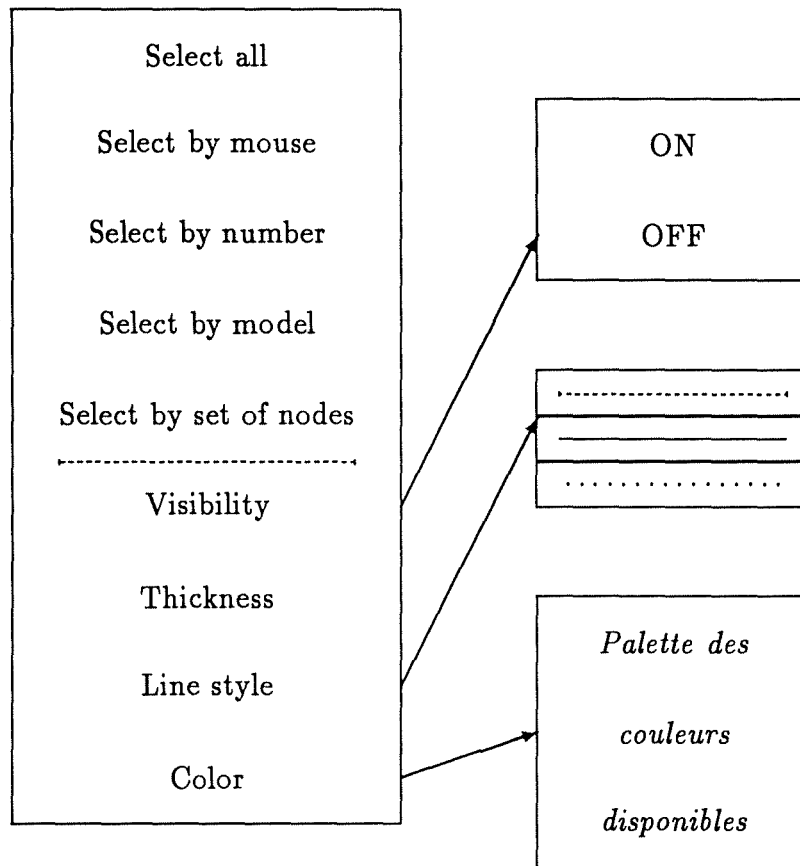 Select all
Select by mouse
Select by number
Select by model
Select by set of nodes
Visibility
Thickness
Line style
Color
ON
OFF
Palette des
couleurs
disponibles